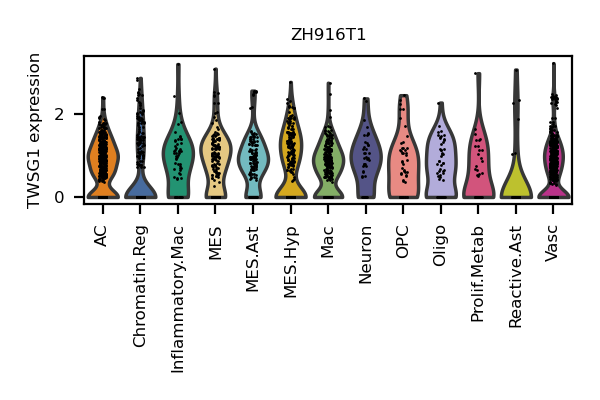 ZH916T1
TWSG1 expression
2
0
AC
Chromatin.Reg
Inflammatory.Mac
MES
MES.Ast
MES.Hyp
Mac
Neuron
OPC
Oligo
Prolif.Metab
Reactive.Ast
Vasc